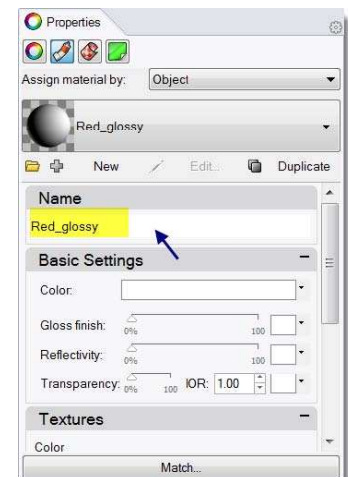 Properties
Assign material by: Object
Red_glossy
New Edit... Duplicate
Name
Red_glossy
Basic Settings
Color:
Gloss finish: 0% 100
Reflectivity: 0% 100
Transparency: 0% 100 IOR: 1.00
Textures
Color
Match...